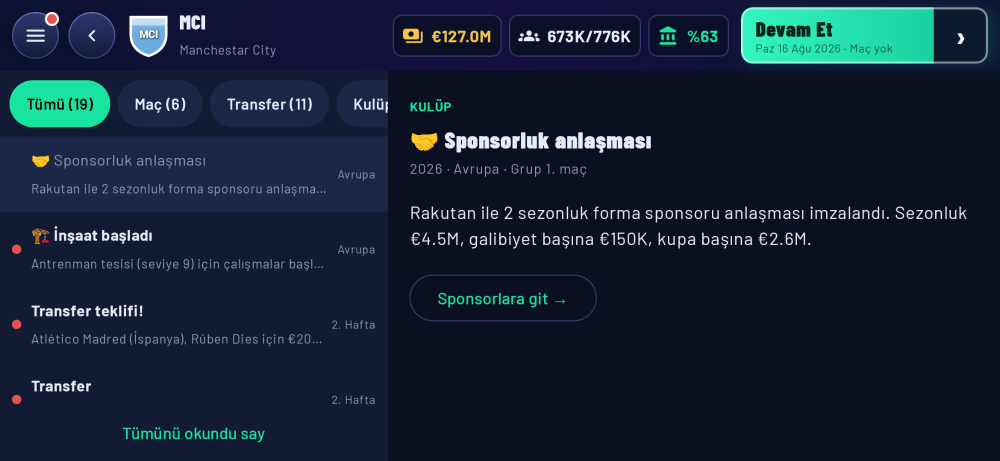 MCI
MCI
Manchestar City
€127.0M
673K/776K
%63
Devam Et
Paz 16 Ağu 2026 · Maç yok
Tümü (19)
Maç (6)
Transfer (11)
Kulüp
Sponsorluk anlaşması
Rakutan ile 2 sezonluk forma sponsoru anlaşma...
Avrupa
İnşaat başladı
Antrenman tesisi (seviye 9) için çalışmalar başl...
Avrupa
Transfer teklifi!
Atlético Madred (İspanya), Rúben Dies için €20...
2. Hafta
Transfer
2. Hafta
Tümünü okundu say
KULÜP
Sponsorluk anlaşması
2026 · Avrupa · Grup 1. maç
Rakutan ile 2 sezonluk forma sponsoru anlaşması imzalandı. Sezonluk
€4.5M, galibiyet başına €150K, kupa başına €2.6M.
Sponsorlara git →